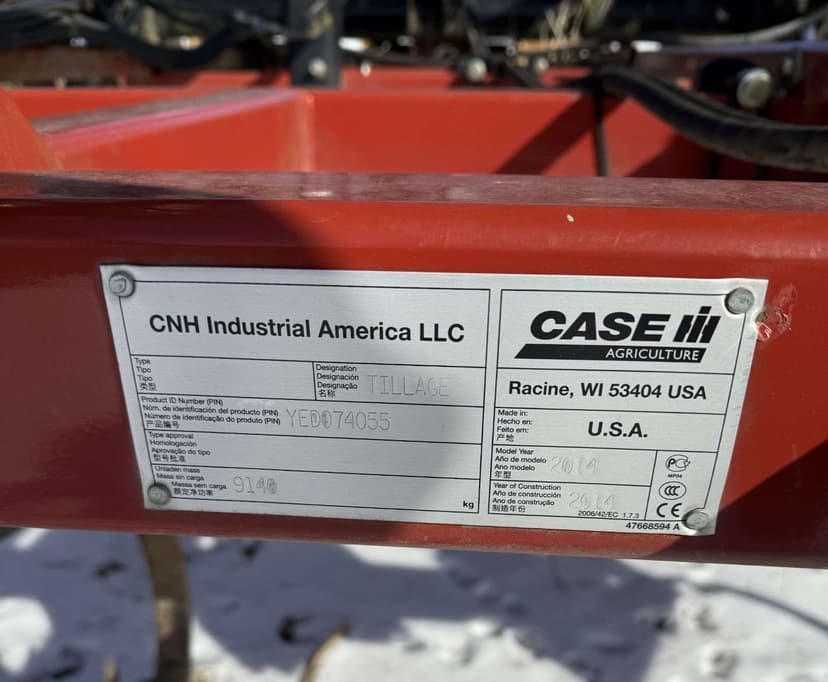 CNH Industrial America LLC
Type
Tipo
Tipo
类型
Designation
Designación
Designação
名称
TILLAGE
Product ID Number (PIN)
Núm. de identificación del producto (PIN)
Número de identificação do produto (PIN)
产品编号
YED074055
Type approval
Homologación
Aprovação do tipo
型号批准
Unladen mass
Masa sin carga
Massa sem carga
额定净功率
9140
kg
CASE IH
AGRICULTURE
Racine, WI 53404 USA
Made in:
Hecho en:
Feito em:
产地
U.S.A.
Model Year
Año de modelo
Ano modelo
年型
2014
Year of Construction
Año de construcción
Ano de construção
制造年份
2014
2006/42/EC 1.7.3
PC
MP04
CCC
CE
47668594 A